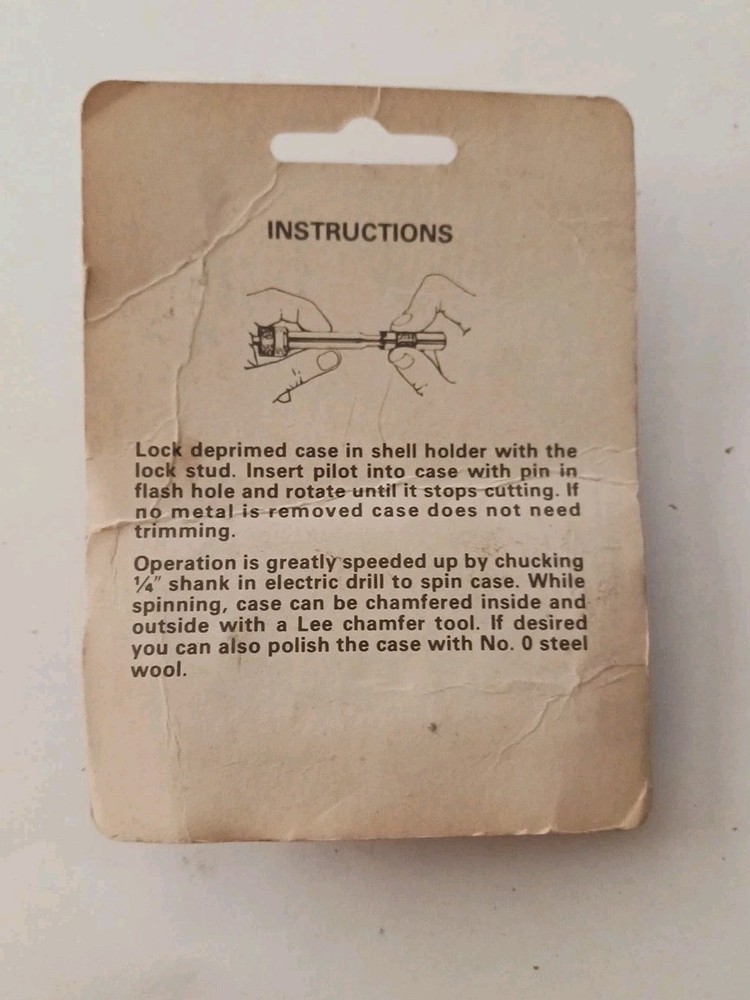 INSTRUCTIONS
Lock deprimed case in shell holder with the
lock stud. Insert pilot into case with pin in
flash hole and rotate until it stops cutting. If
no metal is removed case does not need
trimming.
Operation is greatly speeded up by chucking
¼" shank in electric drill to spin case. While
spinning, case can be chamfered inside and
outside with a Lee chamfer tool. If desired
you can also polish the case with No. 0 steel
wool.